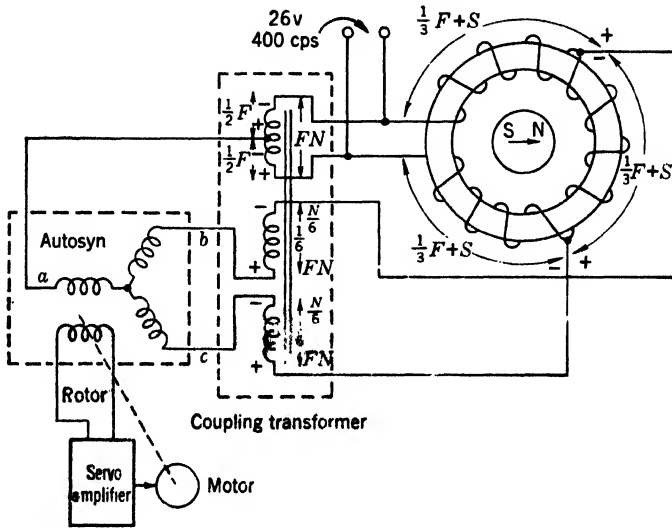 26v
400 cps
1/3 F+S
+
−
1/2 F
−
+
FN
1/2 F
−
+
S N
1/3 F+S
1/3 F+S
−
+
−
N/6
1/6
FN
+
Autosyn
b
a
−
N/6
FN
+
c
Rotor
Coupling transformer
Servo
amplifier
Motor